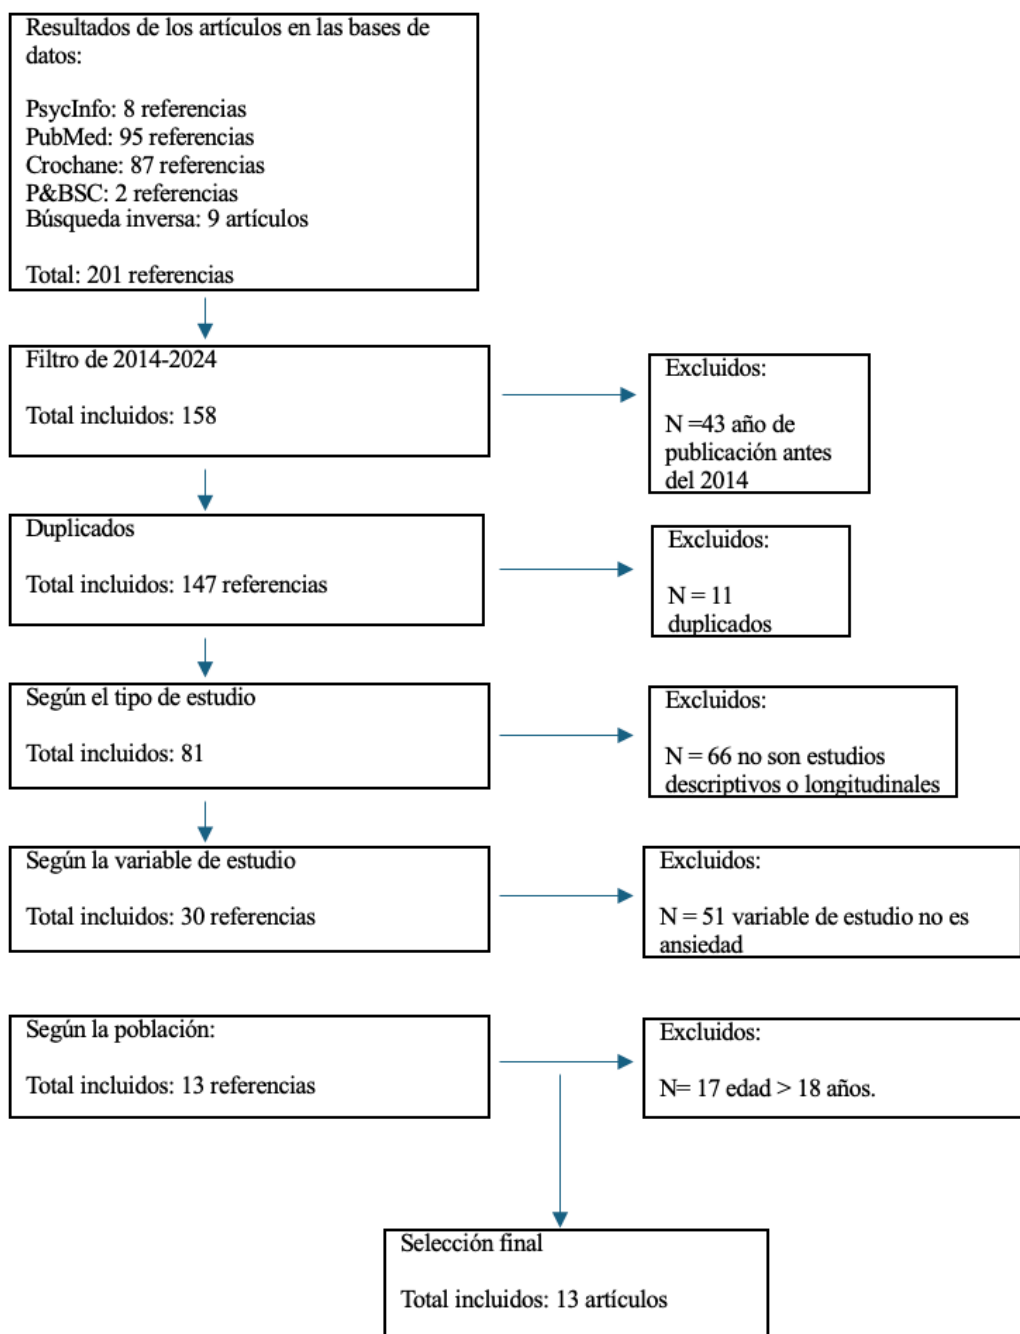 Resultados de los artículos en las bases de
datos:
PsycInfo: 8 referencias
PubMed: 95 referencias
Crochane: 87 referencias
P&BSC: 2 referencias
Búsqueda inversa: 9 artículos
Total: 201 referencias
Filtro de 2014-2024
Total incluidos: 158
Excluidos:
N =43 año de
publicación antes
del 2014
Duplicados
Total incluidos: 147 referencias
Excluidos:
N = 11
duplicados
Según el tipo de estudio
Total incluidos: 81
Excluidos:
N = 66 no son estudios
descriptivos o longitudinales
Según la variable de estudio
Total incluidos: 30 referencias
Excluidos:
N = 51 variable de estudio no es
ansiedad
Según la población:
Total incluidos: 13 referencias
Excluidos:
N= 17 edad > 18 años.
Selección final
Total incluidos: 13 artículos